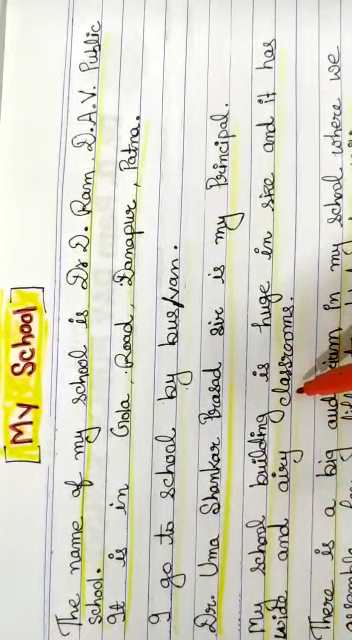 My School
The name of my school is Dr D. Ram, D.A.V. Public
School.
It is in Gola Road, Danapur, Patna.
I go to school by bus/van.
Dr. Uma Shankar Prasad sir is my Principal.
My school building is huge in size and it has
wide and airy classrooms.
There is a big in my school where we